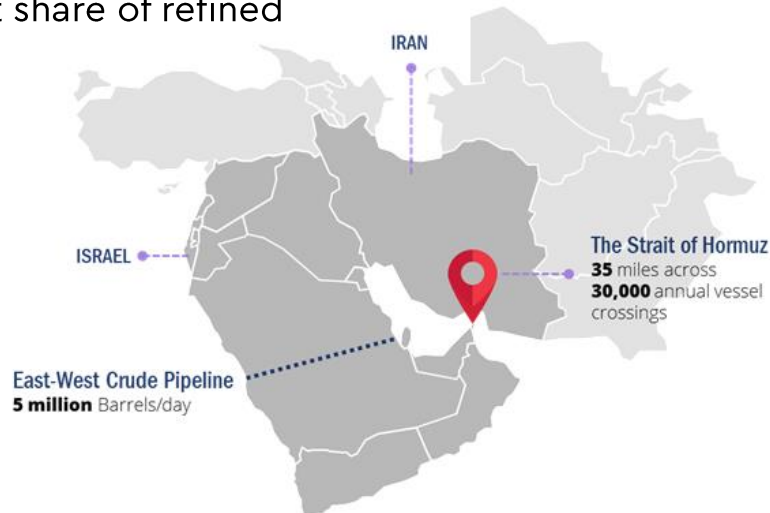 share of refined
IRAN
ISRAEL
The Strait of Hormuz
35 miles across
30,000 annual vessel
crossings
East-West Crude Pipeline
5 million Barrels/day